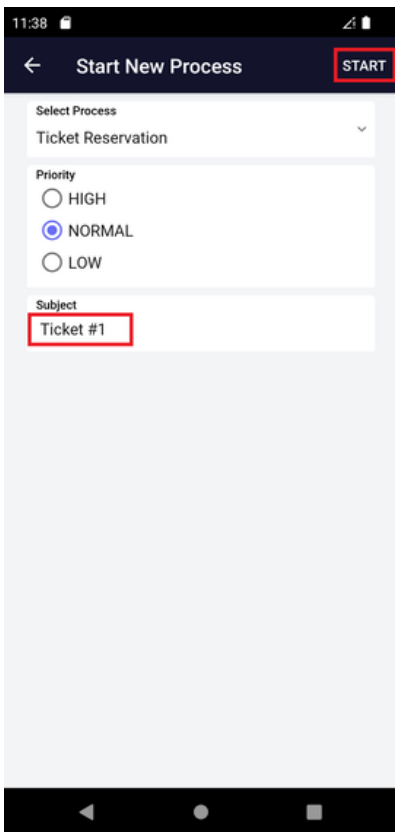 11:38
Start New Process START
Select Process
Ticket Reservation
Priority
HIGH
NORMAL
LOW
Subject
Ticket #1